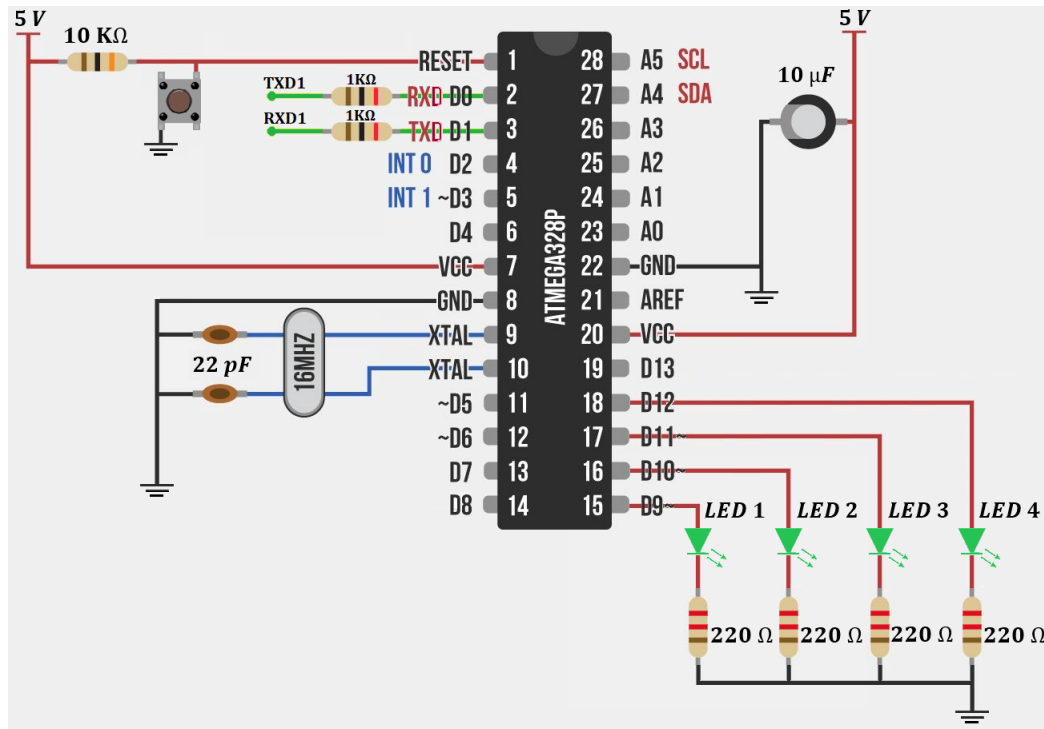 5 V
10 KΩ
TXD1
1KΩ
RXD1
1KΩ
RESET 1
RXD D0 2
TXD D1 3
INT 0 D2 4
INT 1 ~D3 5
D4 6
VCC 7
GND 8
XTAL 9
XTAL 10
~D5 11
~D6 12
D7 13
D8 14
22 pF
16MHZ
ATMEGA328P
28 A5 SCL
27 A4 SDA
26 A3
25 A2
24 A1
23 A0
22 GND
21 AREF
20 VCC
19 D13
18 D12
17 D11~
16 D10~
15 D9~
5 V
10 μF
LED 1
LED 2
LED 3
LED 4
220 Ω
220 Ω
220 Ω
220 Ω